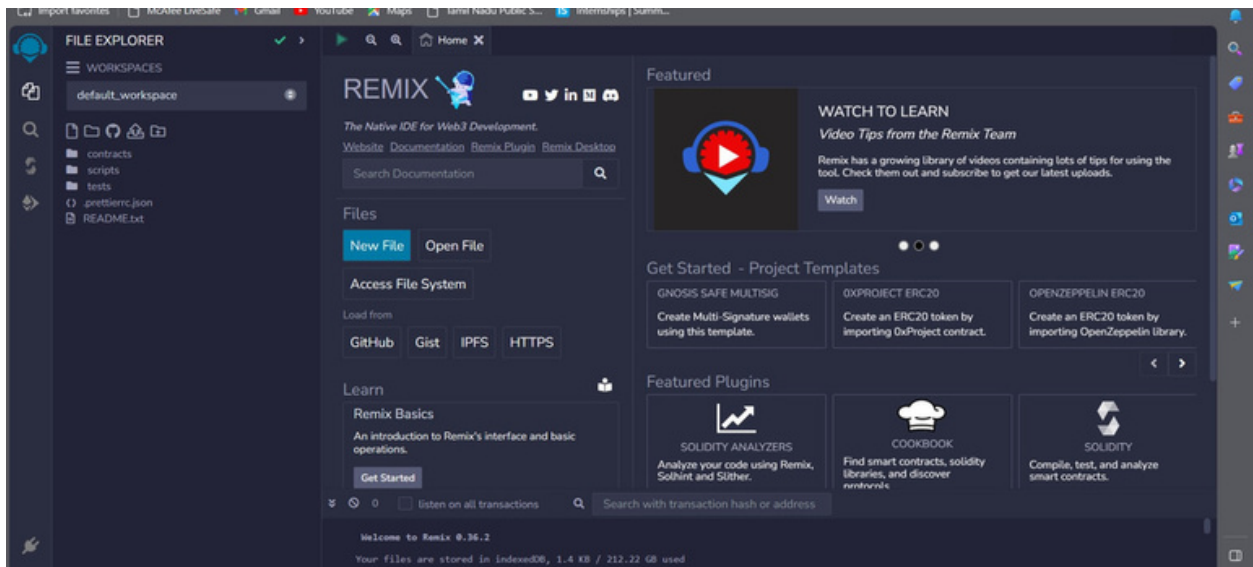 Import favorites McAfee LiveSafe Gmail YouTube Maps Tamil Nadu Public S... Internships | Summ...
FILE EXPLORER
WORKSPACES
default_workspace
contracts
scripts
tests
.prettierrc.json
README.txt
Home
REMIX
The Native IDE for Web3 Development.
Website Documentation Remix Plugin Remix Desktop
Search Documentation
Files
New File Open File
Access File System
Load from
GitHub Gist IPFS HTTPS
Learn
Remix Basics
An introduction to Remix's interface and basic
operations.
Get Started
Featured
WATCH TO LEARN
Video Tips from the Remix Team
Remix has a growing library of videos containing lots of tips for using the
tool. Check them out and subscribe to get our latest uploads.
Watch
Get Started - Project Templates
GNOSIS SAFE MULTISIG
Create Multi-Signature wallets
using this template.
0XPROJECT ERC20
Create an ERC20 token by
importing 0xProject contract.
OPENZEPPELIN ERC20
Create an ERC20 token by
importing OpenZeppelin library.
Featured Plugins
SOLIDITY ANALYZERS
Analyze your code using Remix,
Solhint and Slither.
COOKBOOK
Find smart contracts, solidity
libraries, and discover
protocols.
SOLIDITY
Compile, test, and analyze
smart contracts.
0 listen on all transactions Search with transaction hash or address
Welcome to Remix 0.36.2
Your files are stored in indexedDB, 1.4 KB / 212.22 GB used